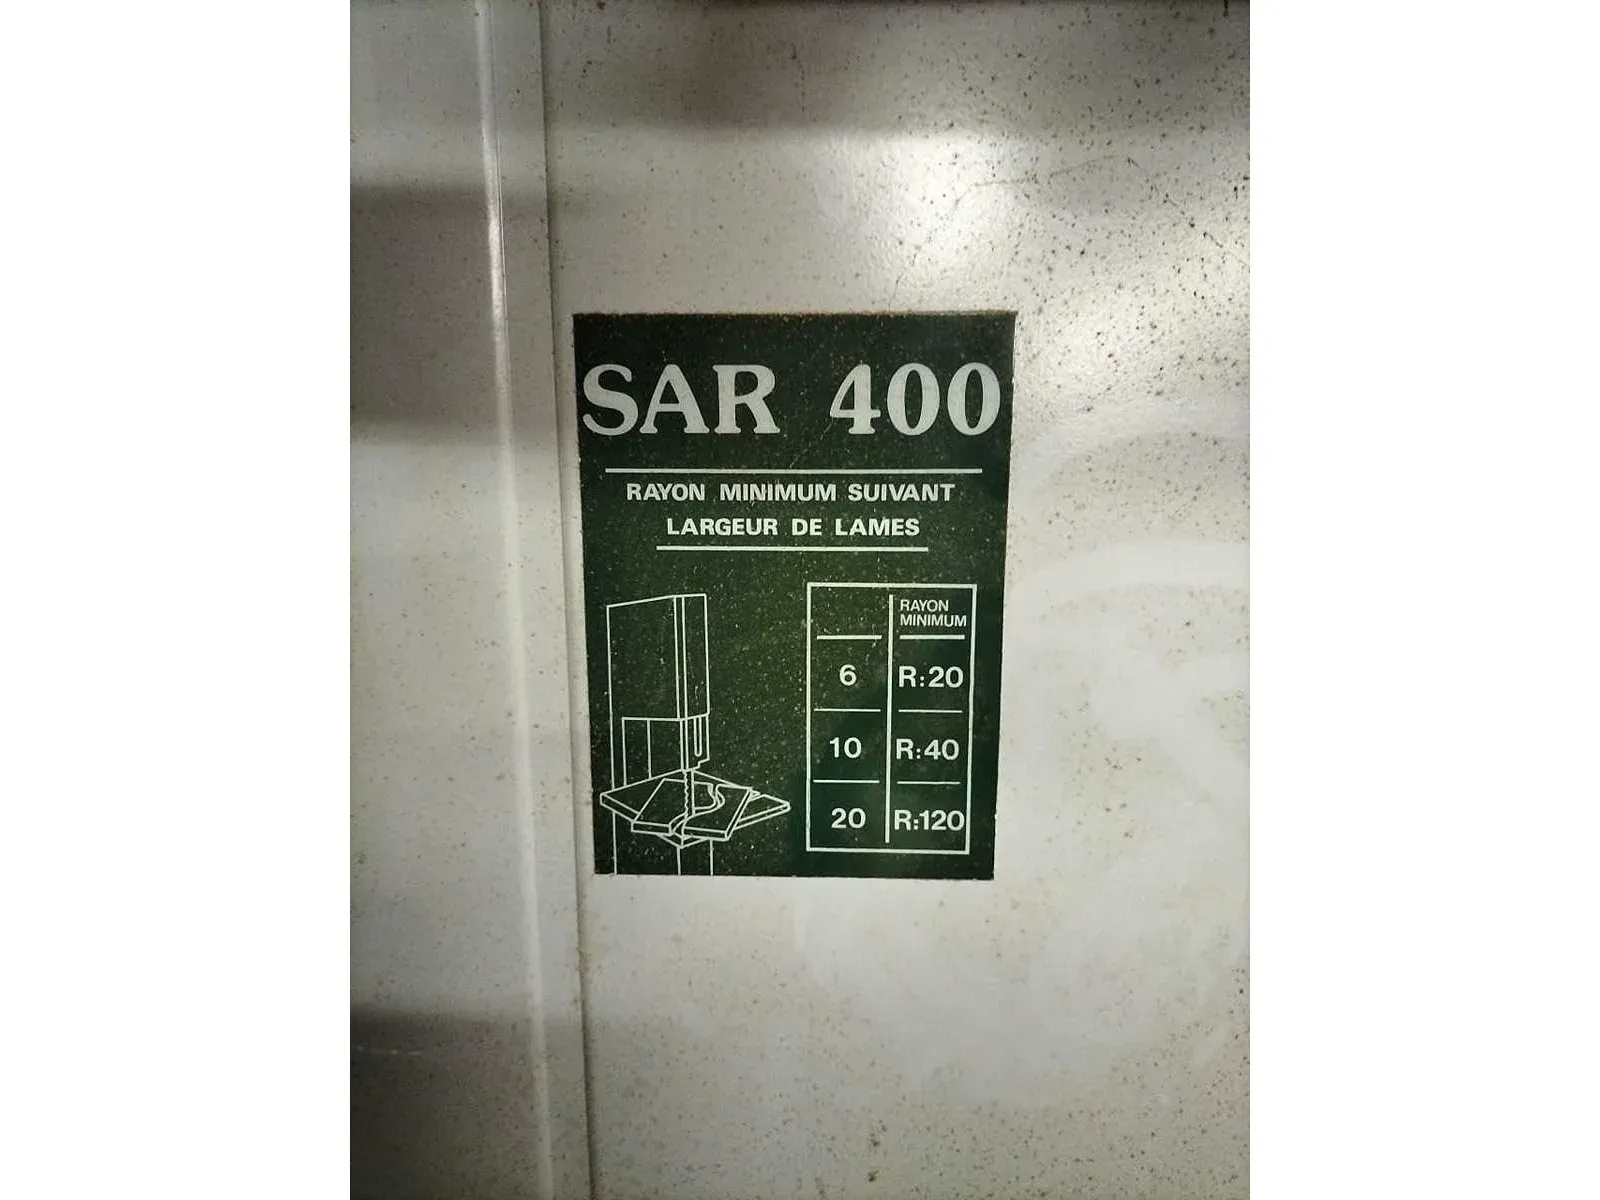 SAR 400
RAYON MINIMUM SUIVANT
LARGEUR DE LAMES
RAYON
MINIMUM
6 R:20
10 R:40
20 R:120